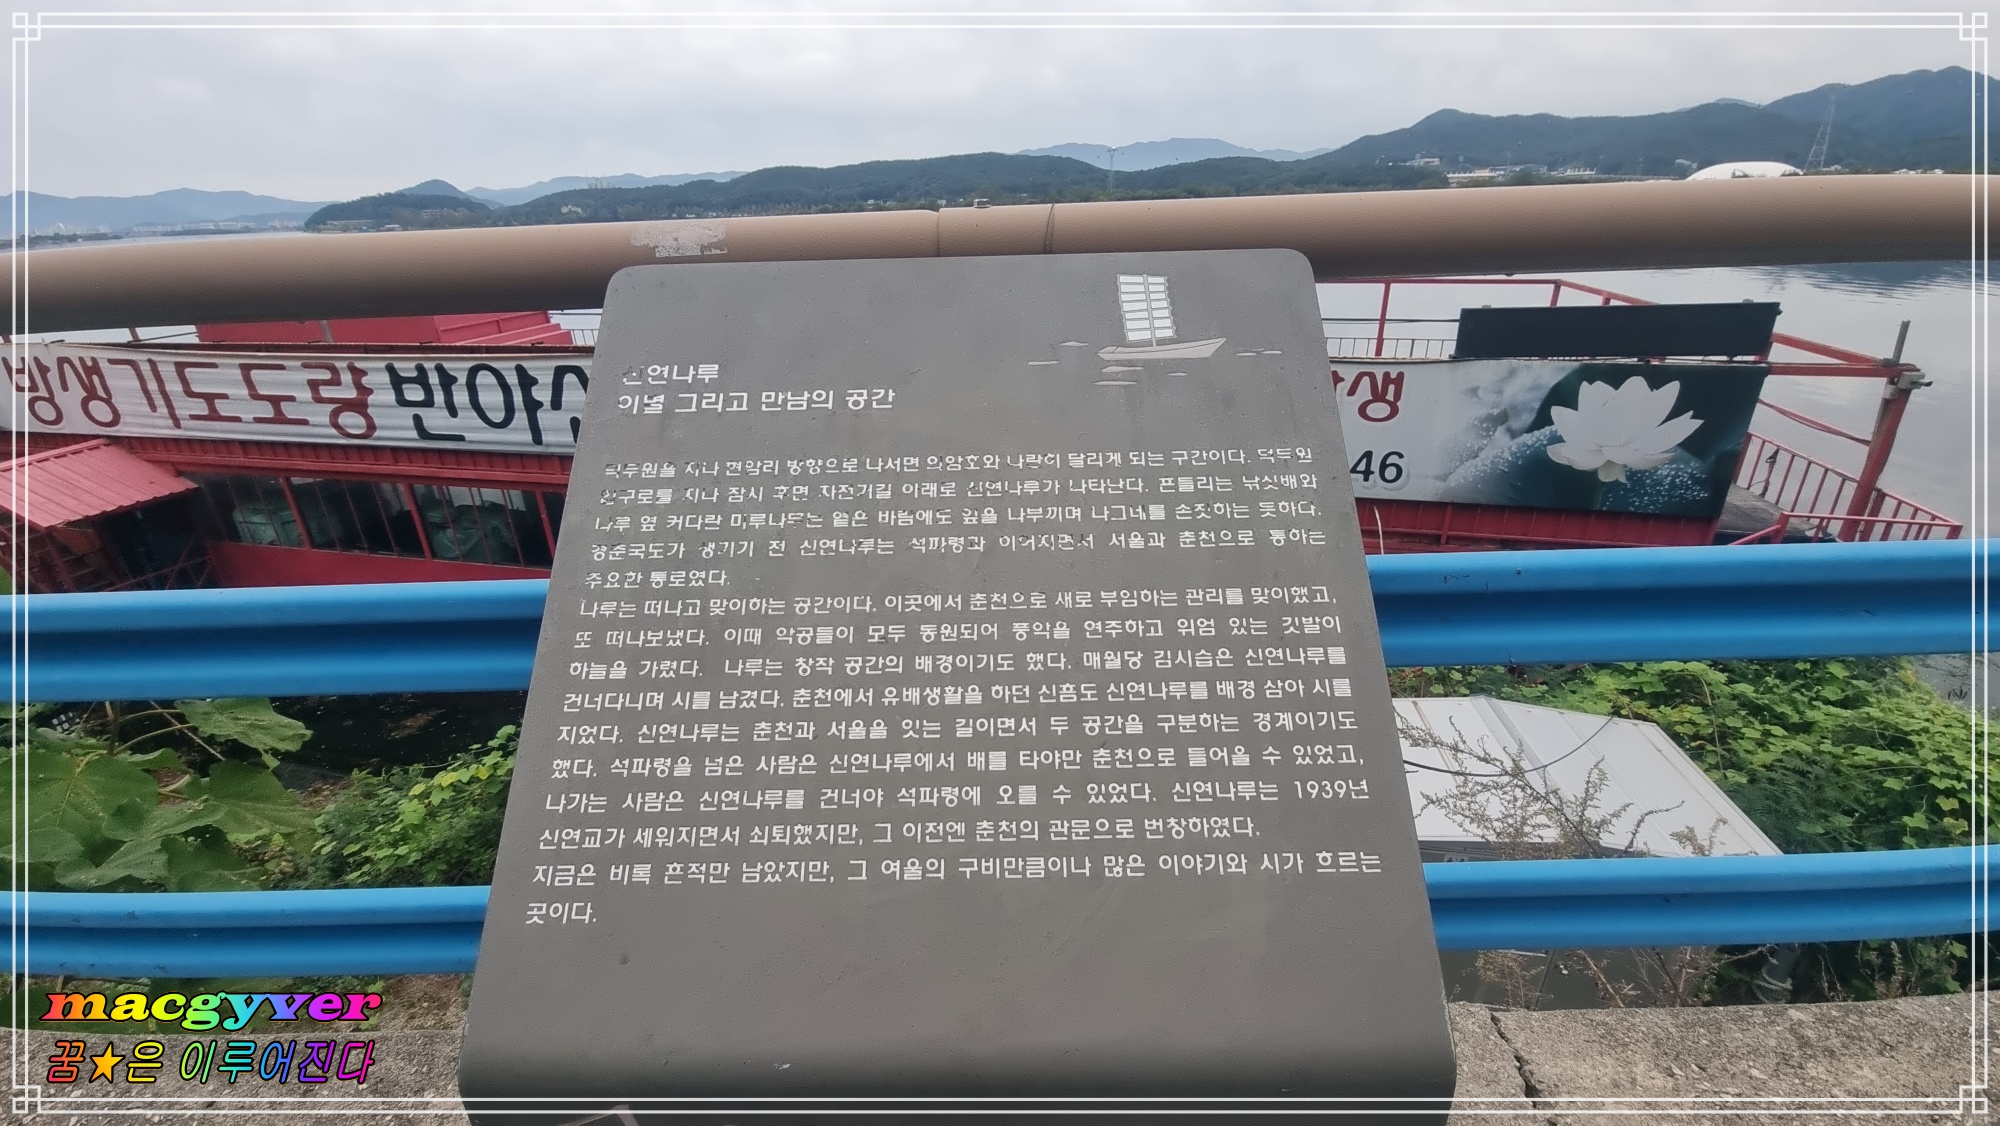 방생기도도량 반야
생
46
신연나루
이별 그리고 만남의 공간
덕두원을 지나 현암리 방향으로 나서면 의암호와 나란히 달리게 되는 구간이다. 덕두원
입구로를 지나 잠시 후면 자전거길 아래로 신연나루가 나타난다. 흔들리는 낚싯배와
나루 옆 커다란 미루나무는 옅은 바람에도 잎을 나부끼며 나그네를 손짓하는 듯하다.
경춘국도가 생기기 전 신연나루는 석파령과 이어지면서 서울과 춘천으로 통하는
주요한 통로였다.
나루는 떠나고 맞이하는 공간이다. 이곳에서 춘천으로 새로 부임하는 관리를 맞이했고,
또 떠나보냈다. 이때 악공들이 모두 동원되어 풍악을 연주하고 위엄 있는 깃발이
하늘을 가렸다. 나루는 창작 공간의 배경이기도 했다. 매월당 김시습은 신연나루를
건너다니며 시를 남겼다. 춘천에서 유배생활을 하던 신흠도 신연나루를 배경 삼아 시를
지었다. 신연나루는 춘천과 서울을 잇는 길이면서 두 공간을 구분하는 경계이기도
했다. 석파령을 넘은 사람은 신연나루에서 배를 타야만 춘천으로 들어올 수 있었고,
나가는 사람은 신연나루를 건너야 석파령에 오를 수 있었다. 신연나루는 1939년
신연교가 세워지면서 쇠퇴했지만, 그 이전엔 춘천의 관문으로 번창하였다.
지금은 비록 흔적만 남았지만, 그 여울의 구비만큼이나 많은 이야기와 시가 흐르는
곳이다.
macgyver
꿈★은 이루어진다